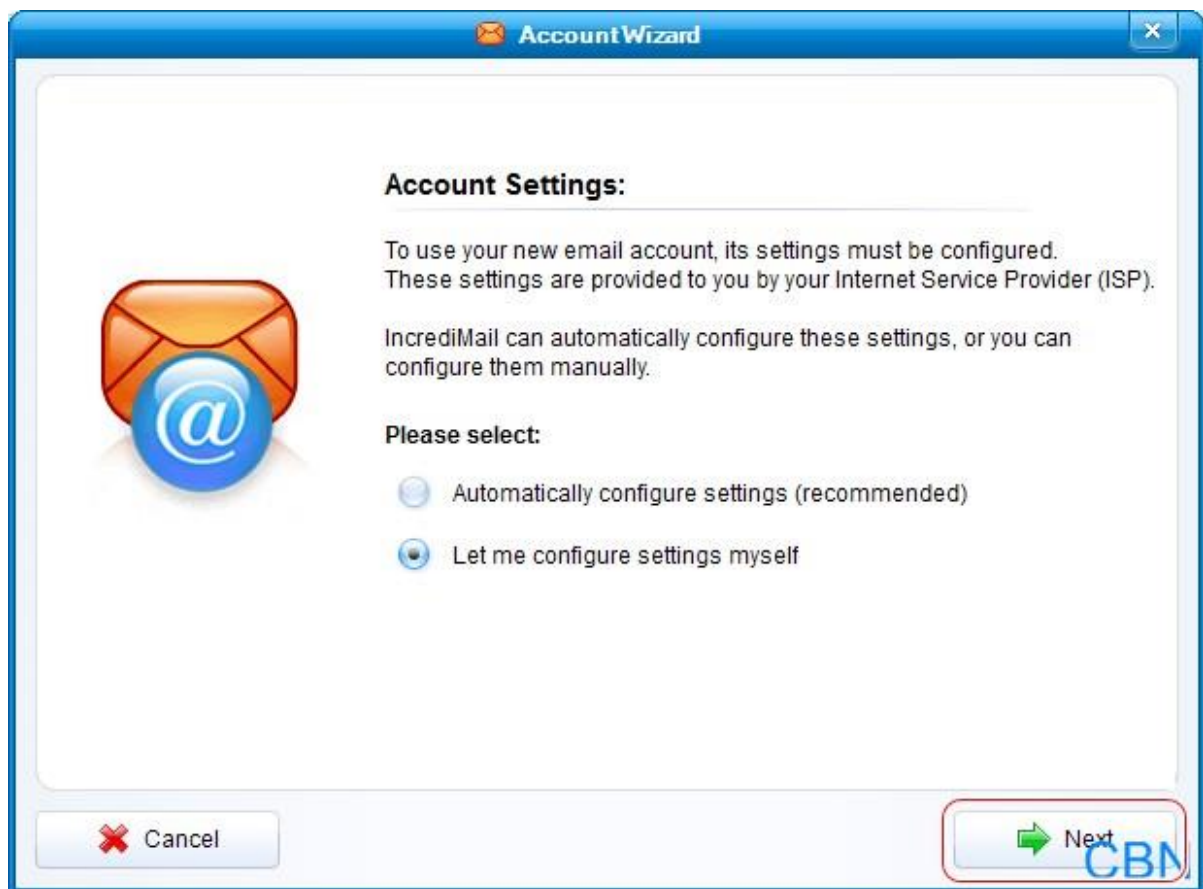 Account Wizard
Account Settings:
To use your new email account, its settings must be configured.
These settings are provided to you by your Internet Service Provider (ISP).
IncrediMail can automatically configure these settings, or you can
configure them manually.
Please select:
Automatically configure settings (recommended)
Let me configure settings myself
Cancel
Next
CBN